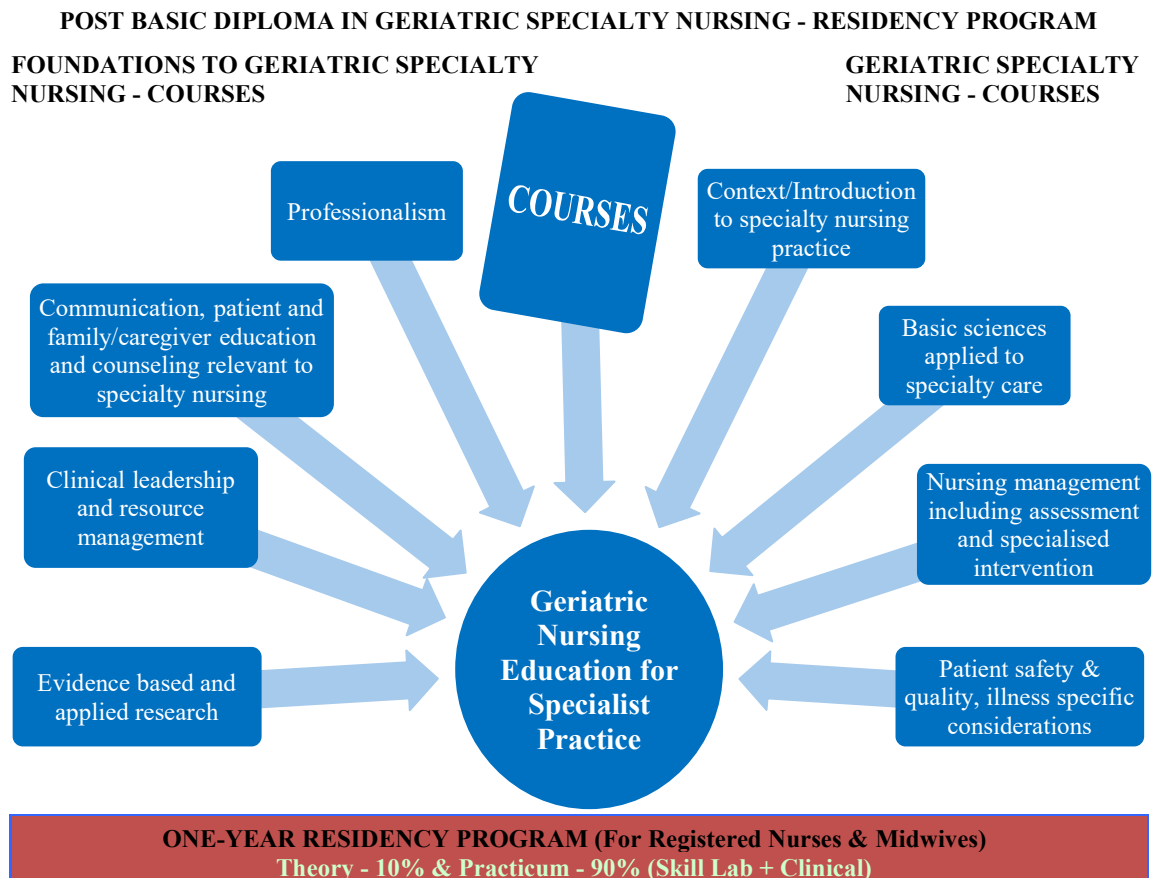 POST BASIC DIPLOMA IN GERIATRIC SPECIALTY NURSING - RESIDENCY PROGRAM
FOUNDATIONS TO GERIATRIC SPECIALTY
NURSING - COURSES
GERIATRIC SPECIALTY
NURSING - COURSES
COURSES
Professionalism
Communication, patient and
family/caregiver education
and counseling relevant to
specialty nursing
Clinical leadership
and resource
management
Evidence based and
applied research
Context/Introduction
to specialty nursing
practice
Basic sciences
applied to
specialty care
Nursing management
including assessment
and specialised
intervention
Patient safety &
quality, illness specific
considerations
Geriatric
Nursing
Education for
Specialist
Practice
ONE-YEAR RESIDENCY PROGRAM (For Registered Nurses & Midwives)
Theory - 10% & Practicum - 90% (Skill Lab + Clinical)